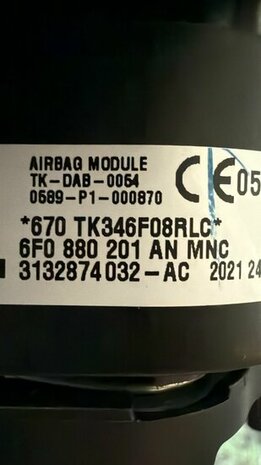 AIRBAG MODULE
TK-DAB-0054
0589-P1-000870
CE 05
*670 TK346F08RLC*
6F0 880 201 AN MNC
3132874032-AC 2021 24